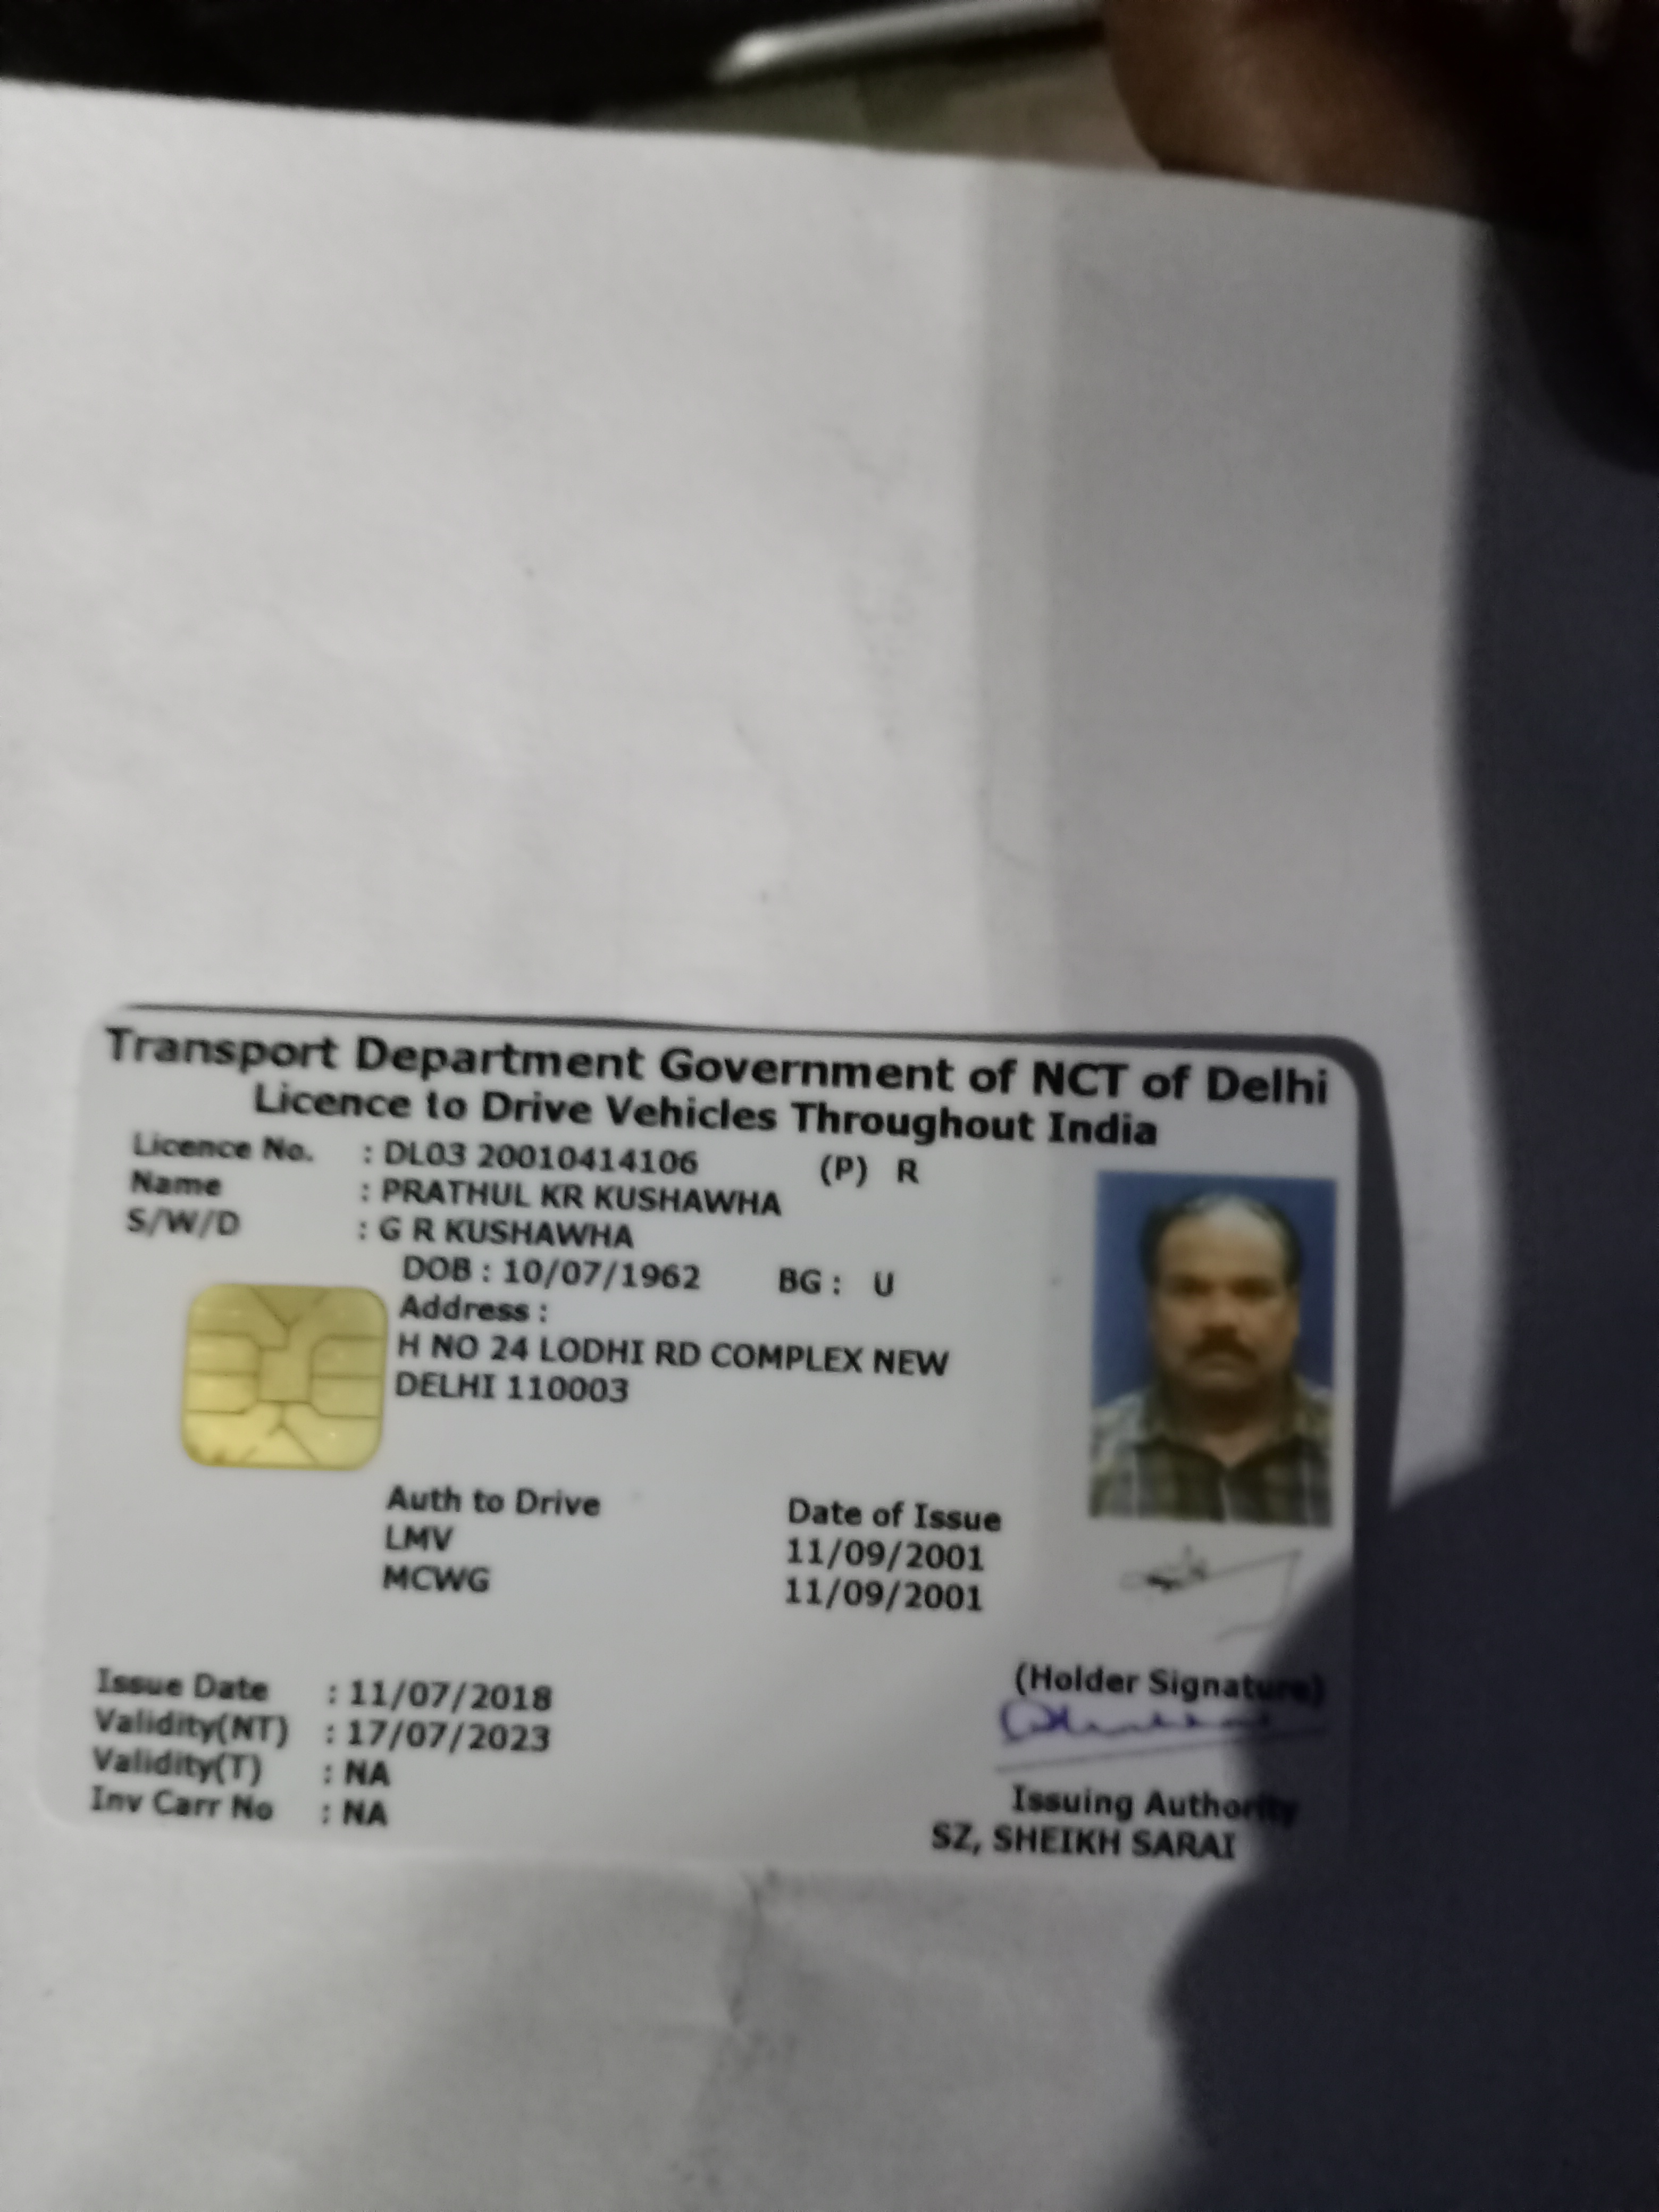 Transport Department Government of NCT of Delhi
Licence to Drive Vehicles Throughout India
Licence No. : DL03 20010414106 (P) R
Name : PRATHUL KR KUSHAWHA
S/W/D : G R KUSHAWHA
DOB : 10/07/1962 BG : U
Address :
H NO 24 LODHI RD COMPLEX NEW
DELHI 110003
Auth to Drive Date of Issue
LMV 11/09/2001
MCWG 11/09/2001
Issue Date : 11/07/2018
Validity(NT) : 17/07/2023
Validity(T) : NA
Inv Carr No : NA
(Holder Signature)
Issuing Authority
SZ, SHEIKH SARAI